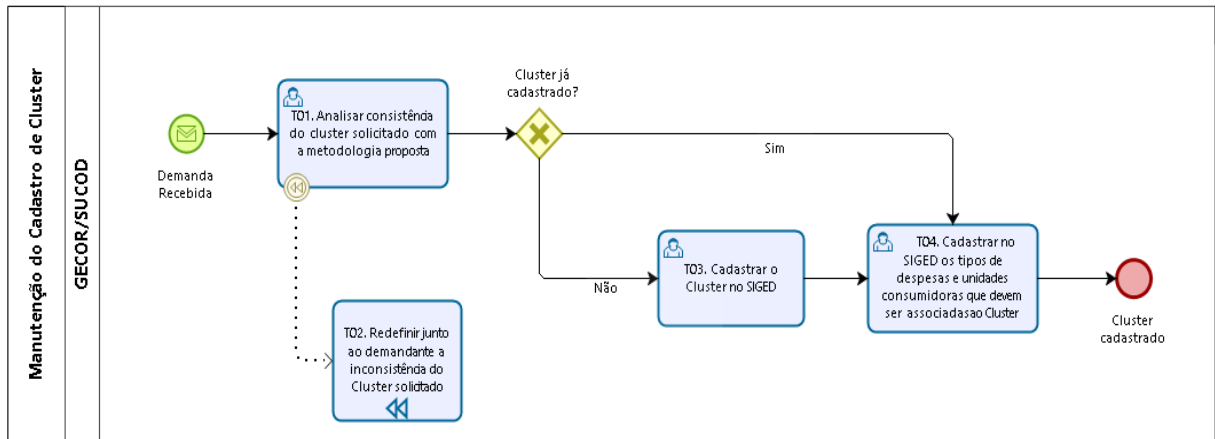 Manutenção do Cadastro de Cluster
GECOR/SUCOD
Demanda
Recebida
T01. Analisar consistência
do cluster solicitado com
a metodologia proposta
T02. Redefinir junto
ao demandante a
inconsistência do
Cluster solicitado
Cluster já
cadastrado?
Sim
Não
T03. Cadastrar o
Cluster no SIGED
T04. Cadastrar no
SIGED os tipos de
despesas e unidades
consumidoras que devem
ser associadasao Cluster
Cluster
cadastrado